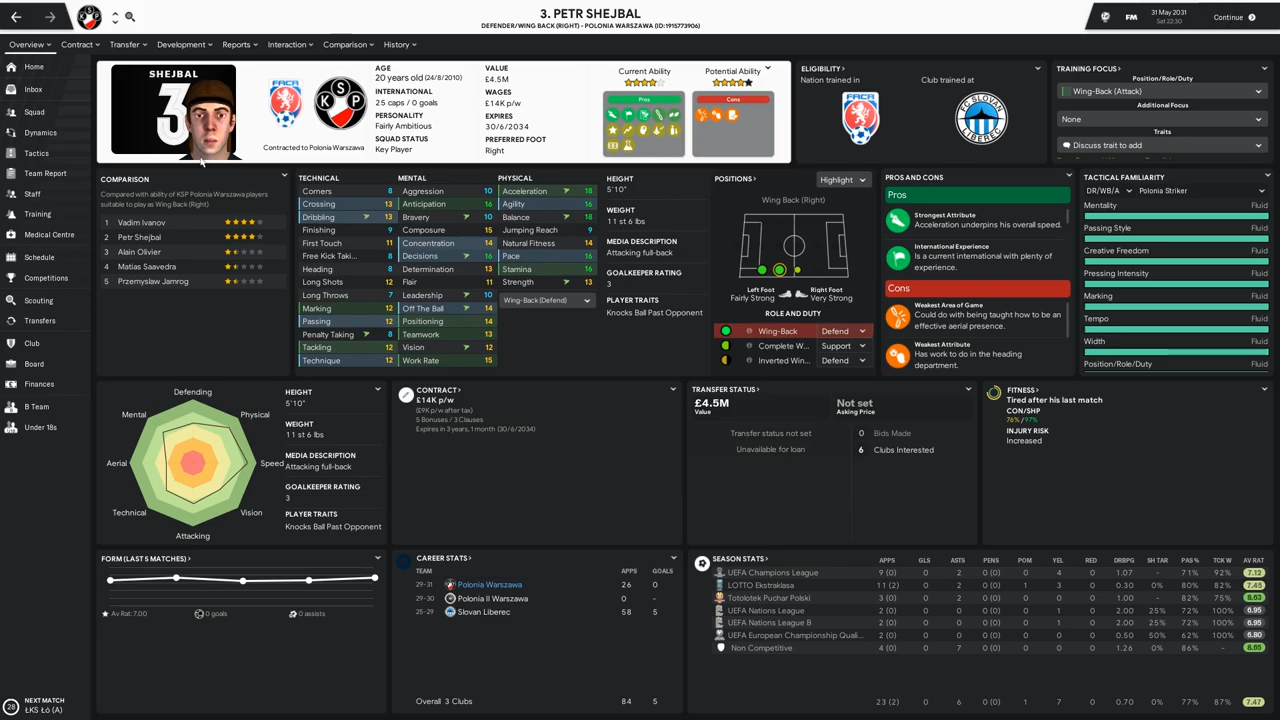 3. PETR SHEJBAL
DEFENDER/WING BACK (RIGHT) - POLONIA WARSZAWA (ID:1915773906)
FM
31 May 2031
Sat 22:30
Continue
Overview
Contract
Transfer
Development
Reports
Interaction
Comparison
History
Home
Inbox
Squad
Dynamics
Tactics
Team Report
Staff
Training
Medical Centre
Schedule
Competitions
Scouting
Transfers
Club
Board
Finances
B Team
Under 18s
SHEJBAL
3
FAČR
KSP
Contracted to Polonia Warszawa
AGE
20 years old (24/8/2010)
INTERNATIONAL
25 caps / 0 goals
PERSONALITY
Fairly Ambitious
SQUAD STATUS
Key Player
VALUE
£4.5M
WAGES
£14K p/w
EXPIRES
30/6/2034
PREFERRED FOOT
Right
Current Ability
Pros
Potential Ability
Cons
ELIGIBILITY
Nation trained in
Club trained at
TRAINING FOCUS
Position/Role/Duty
Wing-Back (Attack)
Additional Focus
None
Traits
Discuss trait to add
COMPARISON
Compared with ability of KSP Polonia Warszawa players
suitable to play as Wing Back (Right)
1 Vadim Ivanov
2 Petr Shejbal
3 Alain Olivier
4 Matias Saavedra
5 Przemyslaw Jamrog
TECHNICAL
Corners 8
Crossing 13
Dribbling 13
Finishing 9
First Touch 11
Free Kick Taki... 8
Heading 8
Long Shots 12
Long Throws 7
Marking 12
Passing 12
Penalty Taking 8
Tackling 12
Technique 12
MENTAL
Aggression 10
Anticipation 16
Bravery 10
Composure 15
Concentration 14
Decisions 16
Determination 13
Flair 11
Leadership 10
Off The Ball 14
Positioning 14
Teamwork 13
Vision 12
Work Rate 15
PHYSICAL
Acceleration 18
Agility 16
Balance 18
Jumping Reach 9
Natural Fitness 14
Pace 16
Stamina 16
Strength 13
Wing-Back (Defend)
HEIGHT
5'10"
WEIGHT
11 st 6 lbs
MEDIA DESCRIPTION
Attacking full-back
GOALKEEPER RATING
3
PLAYER TRAITS
Knocks Ball Past Opponent
POSITIONS
Highlight
Wing Back (Right)
Left Foot
Fairly Strong
Right Foot
Very Strong
ROLE AND DUTY
Wing-Back Defend
Complete W... Support
Inverted Win... Defend
PROS AND CONS
Pros
Strongest Attribute
Acceleration underpins his overall speed.
International Experience
Is a current international with plenty of
experience.
Cons
Weakest Area of Game
Could do with being taught how to be an
effective aerial presence.
Weakest Attribute
Has work to do in the heading
department.
TACTICAL FAMILIARITY
DR/WB/A
Polonia Striker
Mentality
Passing Style Fluid
Creative Freedom Fluid
Pressing Intensity Fluid
Marking Fluid
Tempo Fluid
Width Fluid
Position/Role/Duty Fluid
Defending
Physical
Speed
Vision
Attacking
Technical
Aerial
Mental
HEIGHT
5'10"
WEIGHT
11 st 6 lbs
MEDIA DESCRIPTION
Attacking full-back
GOALKEEPER RATING
3
PLAYER TRAITS
Knocks Ball Past Opponent
CONTRACT
£14K p/w
(£9K p/w after tax)
5 Bonuses / 3 Clauses
Expires in 3 years, 1 month (30/6/2034)
TRANSFER STATUS
£4.5M
Value
Not set
Asking Price
Transfer status not set
Unavailable for loan
0 Bids Made
6 Clubs Interested
FITNESS
Tired after his last match
CON/SHP
76% / 97%
INJURY RISK
Increased
FORM (LAST 5 MATCHES)
Av Rat: 7.00
0 goals
0 assists
CAREER STATS
TEAM APPS GOALS
29-31 Polonia Warszawa 26 0
29-30 Polonia II Warszawa 0 -
25-29 Slovan Liberec 58 5
Overall 3 Clubs 84 5
SEASON STATS
APPS GLS ASTS PENS POM YEL RED DRBPG SH TAR PAS% TCK W AV RAT
UEFA Champions League 9 (0) 0 2 0 (0) 0 4 0 1.07 - 71% 92% 7.12
LOTTO Ekstraklasa 11 (2) 0 2 0 (0) 1 3 0 0.30 0% 80% 82% 7.45
Totolotek Puchar Polski 3 (0) 0 2 0 (0) 0 0 0 1.00 - 82% 75% 8.63
UEFA Nations League 2 (0) 0 0 0 (0) 0 1 0 2.00 25% 72% 100% 6.95
UEFA Nations League B 2 (0) 0 0 0 (0) 0 1 0 2.00 25% 72% 100% 6.95
UEFA European Championship Quali... 2 (0) 0 0 0 (0) 0 0 0 0.50 50% 62% 100% 6.80
Non Competitive 4 (0) 0 7 0 (0) 0 0 0 1.26 0% 86% - 8.65
23 (2) 0 6 0 (0) 1 7 0 0.70 0% 77% 87% 7.47
28
NEXT MATCH
ŁKS Łó (A)